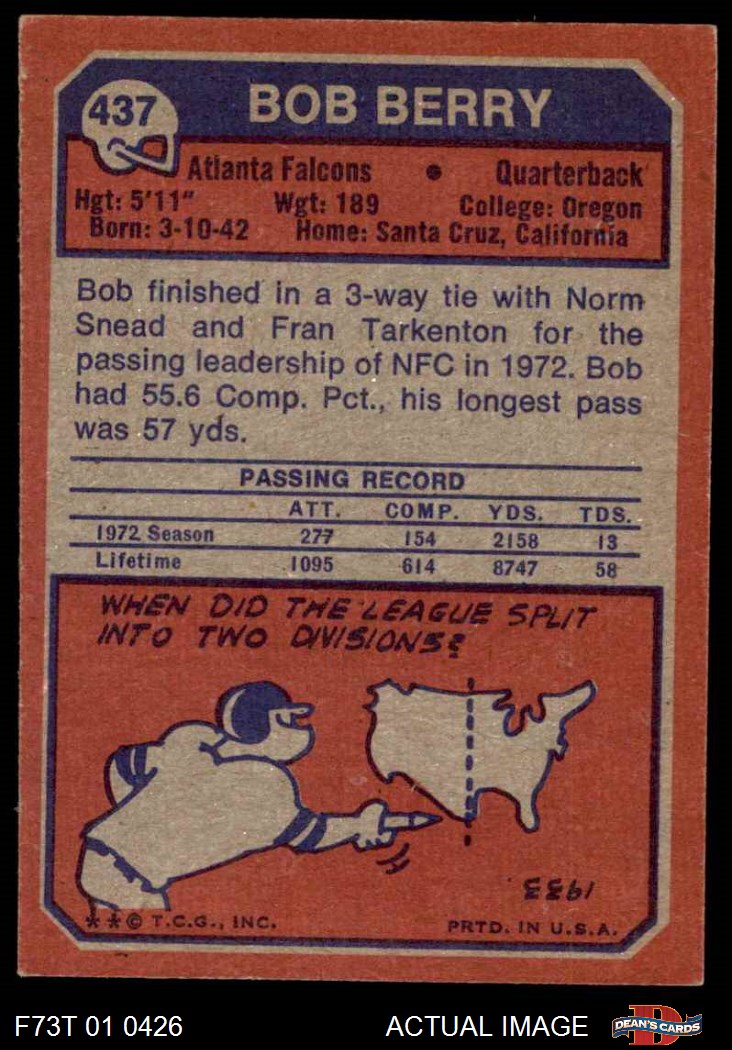 437
BOB BERRY
Atlanta Falcons • Quarterback
Hgt: 5'11" Wgt: 189 College: Oregon
Born: 3-10-42 Home: Santa Cruz, California
Bob finished in a 3-way tie with Norm
Snead and Fran Tarkenton for the
passing leadership of NFC in 1972. Bob
had 55.6 Comp. Pct., his longest pass
was 57 yds.
PASSING RECORD
ATT. COMP. YDS. TDS.
1972 Season 277 154 2158 13
Lifetime 1095 614 8747 58
WHEN DID THE LEAGUE SPLIT
INTO TWO DIVISIONS?
1933
**© T.C.G., INC. PRTD. IN U.S.A.
F73T 01 0426 ACTUAL IMAGE
D
DEAN'S CARDS